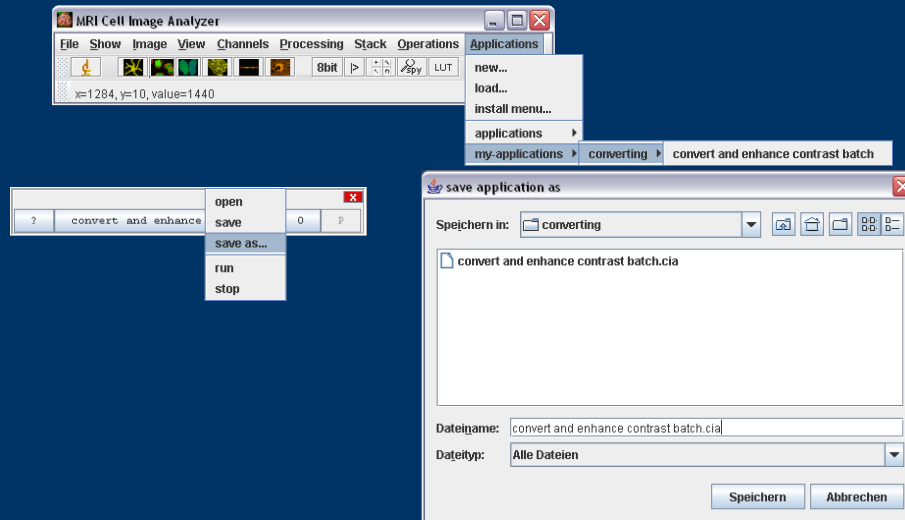 MRI Cell Image Analyzer
File Show Image View Channels Processing Stack Operations Applications
8bit |> spy LUT
x=1284, y=10, value=1440
new...
load...
install menu...
applications
my-applications converting convert and enhance contrast batch
? convert and enhance O P
open
save
save as...
run
stop
save application as
Speichern in: converting
convert and enhance contrast batch.cia
Dateiname: convert and enhance contrast batch.cia
Dateityp: Alle Dateien
Speichern Abbrechen